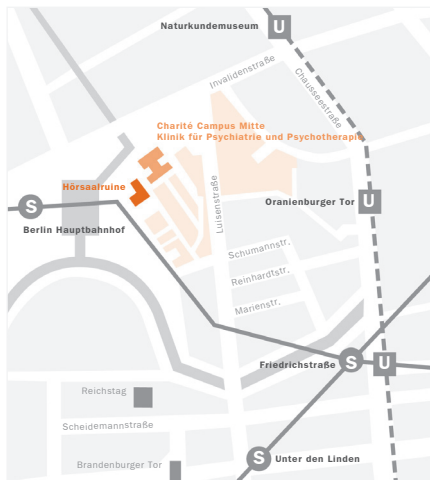 Naturkundemuseum
U
Invalidenstraße
Chausseestraße
Charité Campus Mitte
Klinik für Psychiatrie und Psychotherapie
Hörsaalruine
S
Berlin Hauptbahnhof
Luisenstraße
Oranienburger Tor
U
Schumannstr.
Reinhardtstr.
Marienstr.
Friedrichstraße
S
U
Reichstag
Scheidemannstraße
Brandenburger Tor
S
Unter den Linden